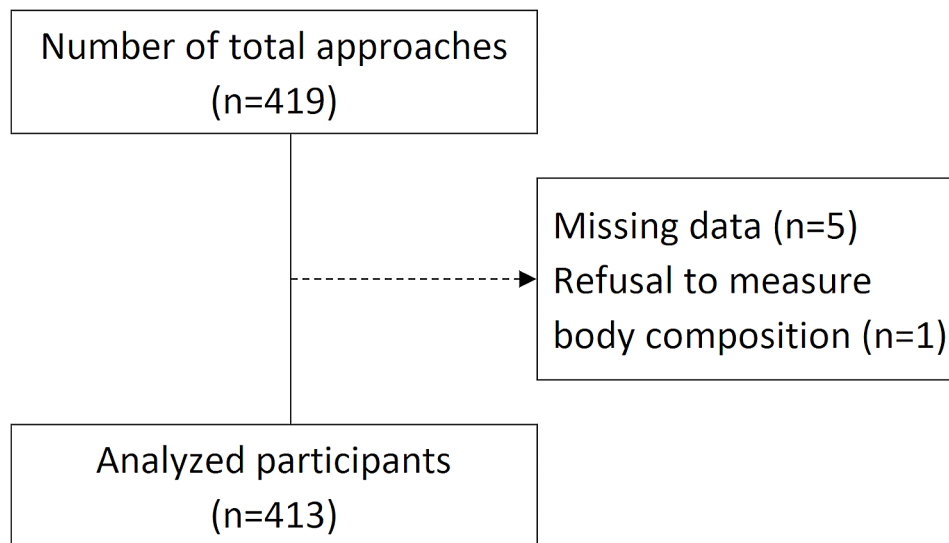 Number of total approaches
(n=419)
Missing data (n=5)
Refusal to measure
body composition (n=1)
Analyzed participants
(n=413)